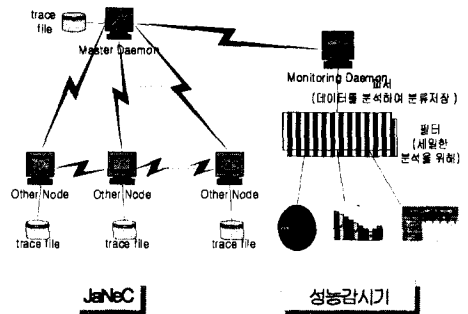 trace
file
Master Daemon
Monitoring Daemon
파서
(데이터를 분석하여 분류저장 )
필터
(세밀한
분석을 위해)
Other Node
Other Node
Other Node
trace file
trace file
trace file
JaNeC
성능감시기